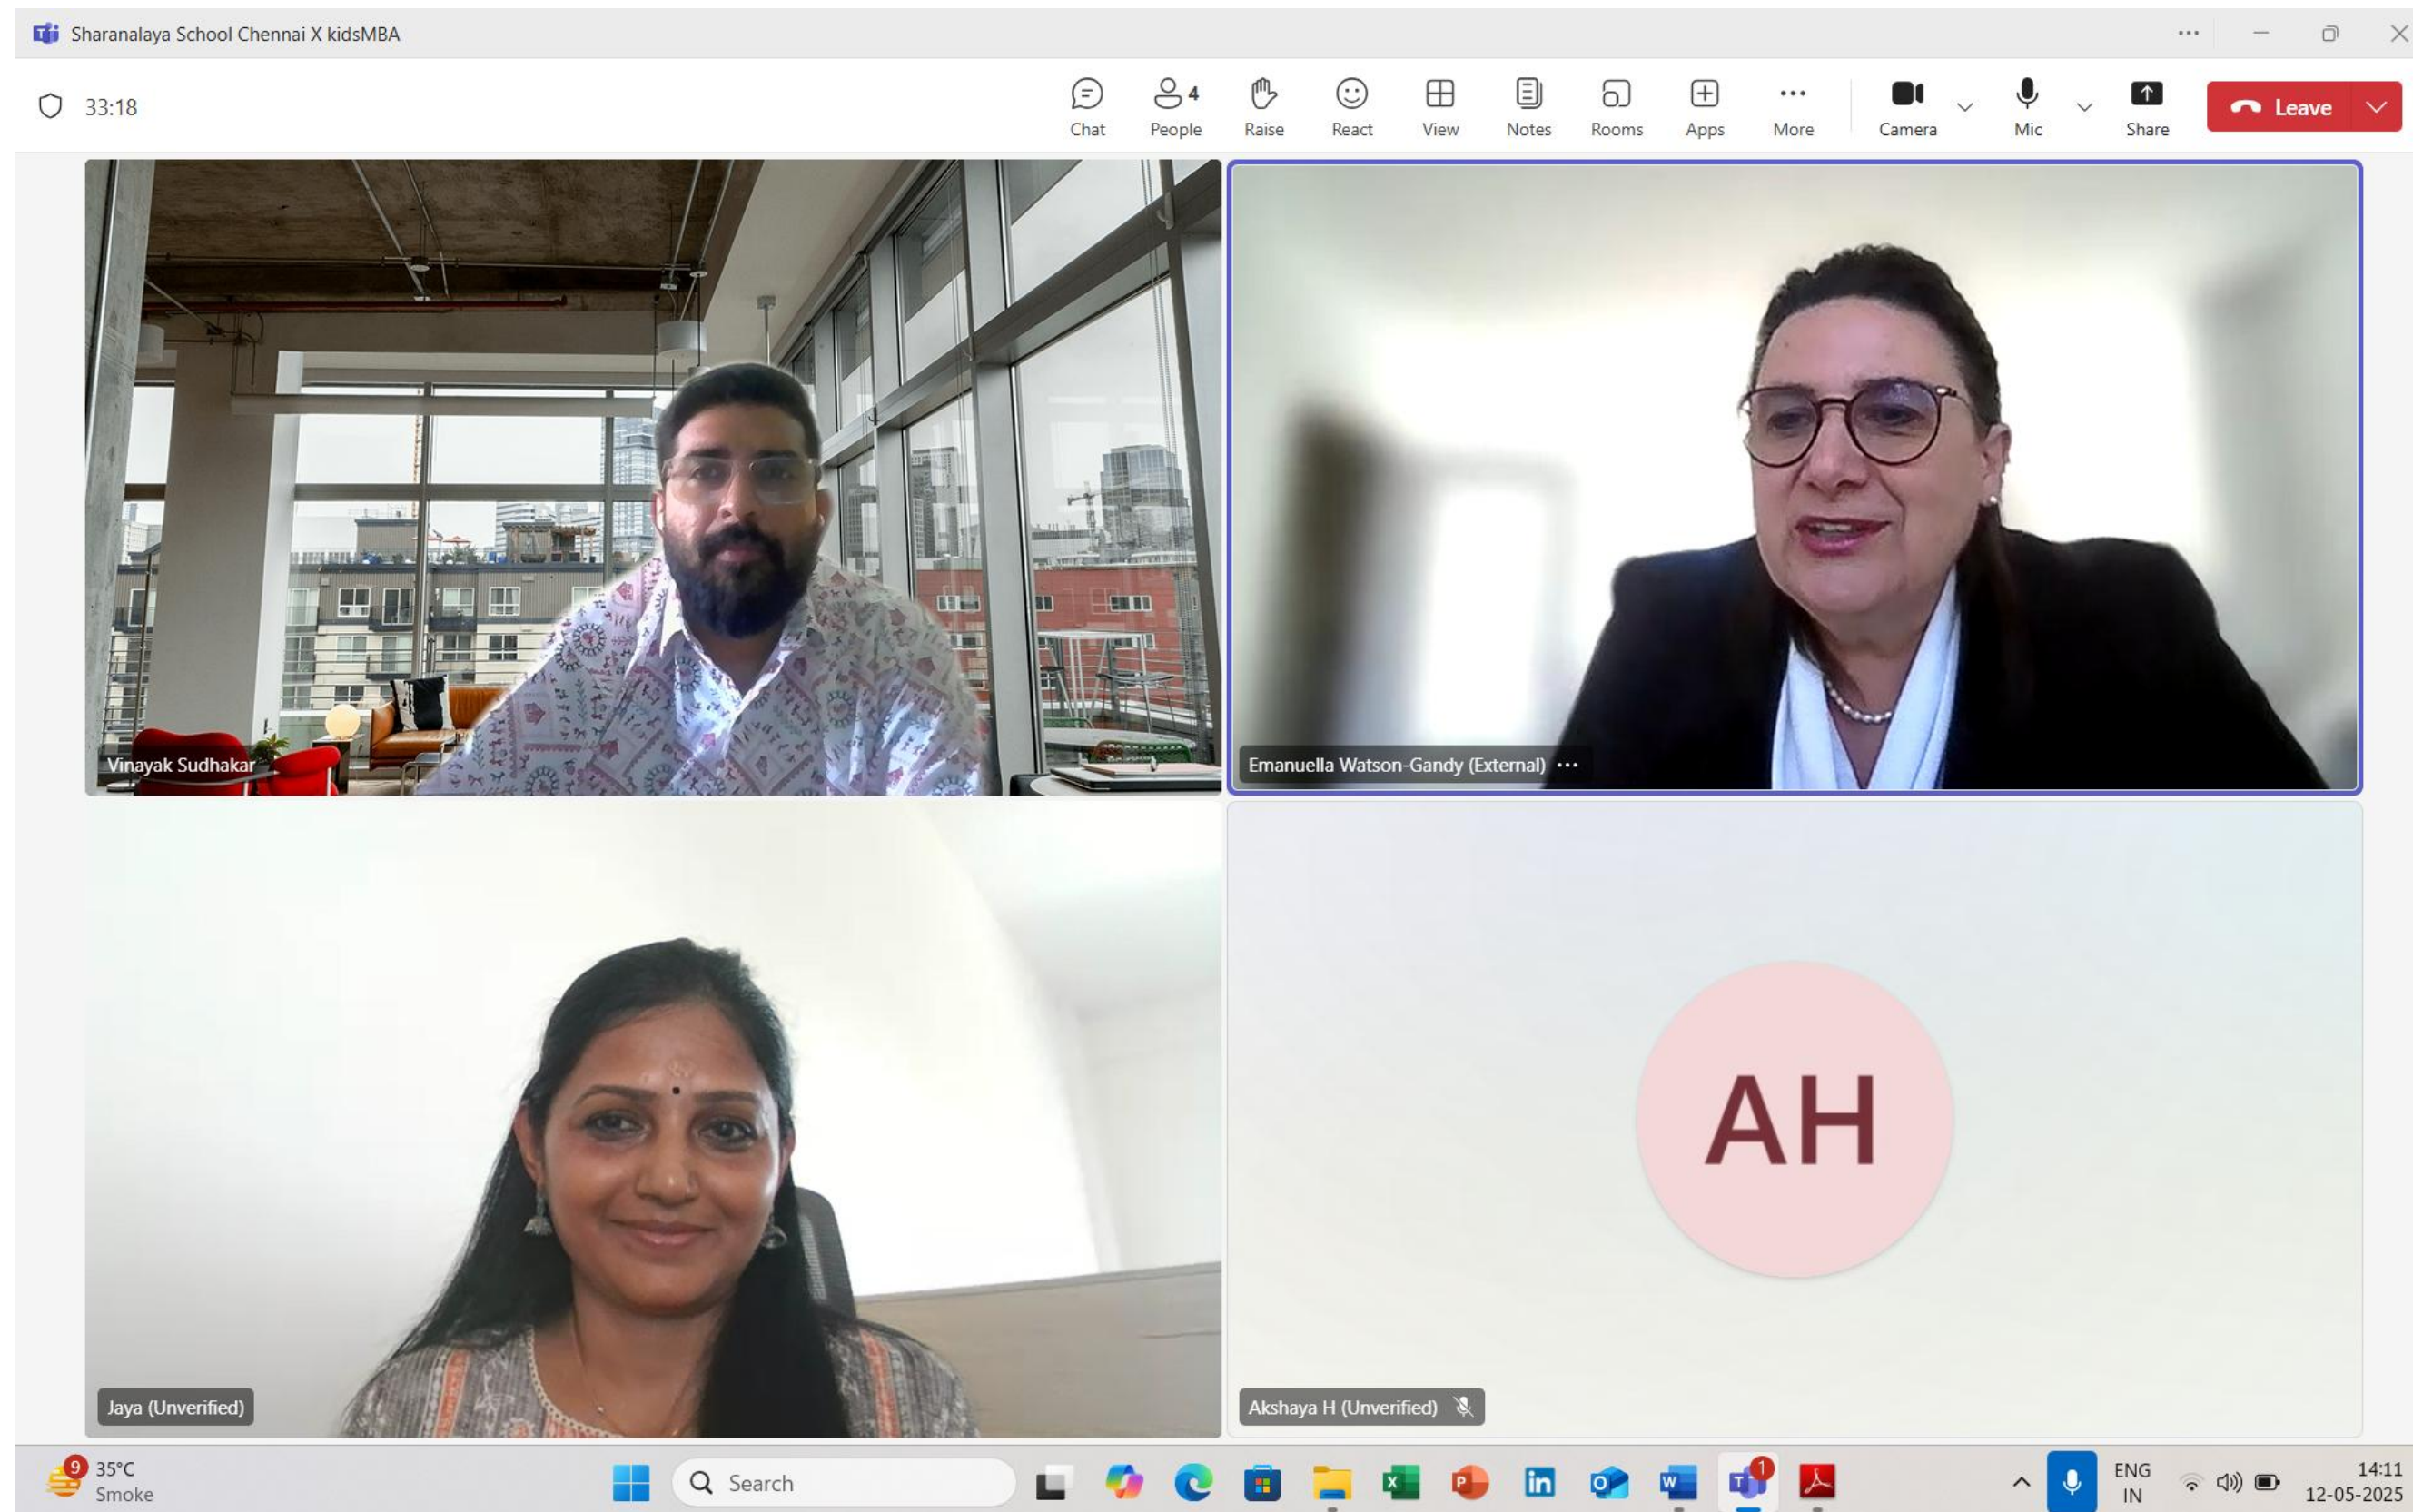 Sharanalaya School Chennai X kidsMBA
33:18
Chat
4
People
Raise
React
View
Notes
Rooms
Apps
More
Camera
Mic
Share
Leave
Vinayak Sudhakar
Emanuella Watson-Gandy (External)
AH
Jaya (Unverified)
Akshaya H (Unverified)
9
35°C
Smoke
Search
1
ENG
IN
14:11
12-05-2025